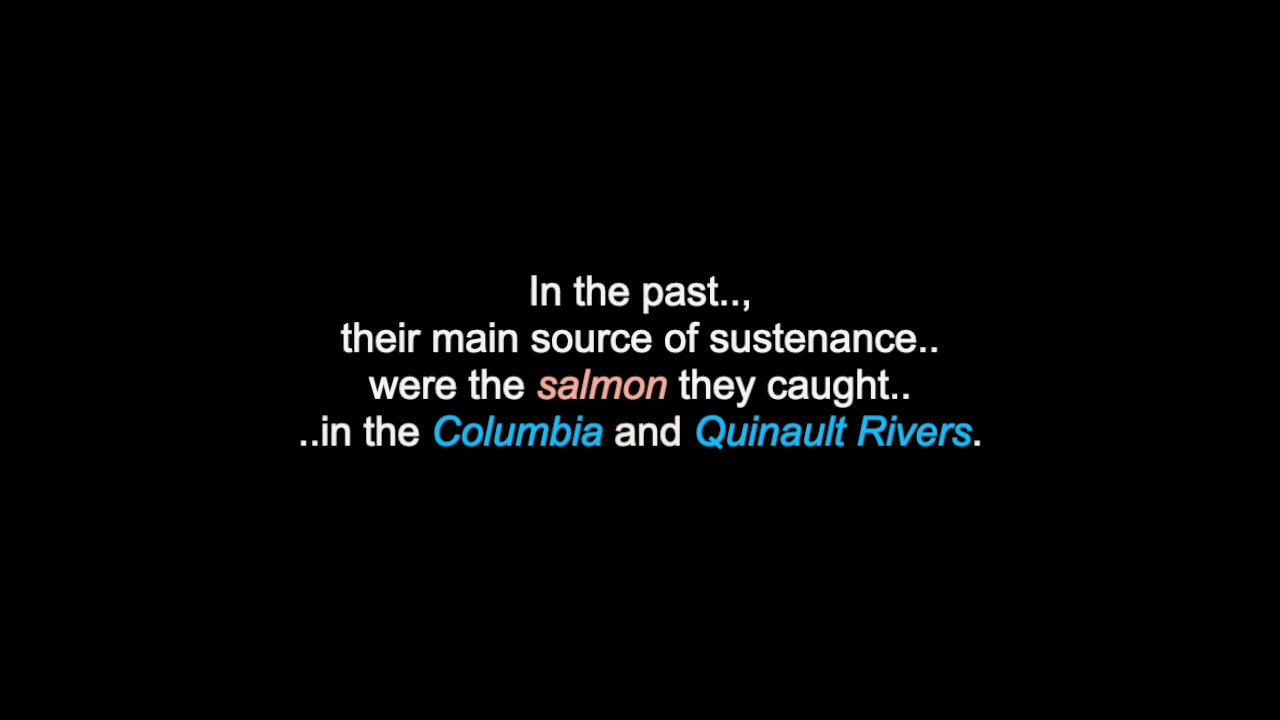 In the past..,
their main source of sustenance..
were the salmon they caught..
..in the Columbia and Quinault Rivers.